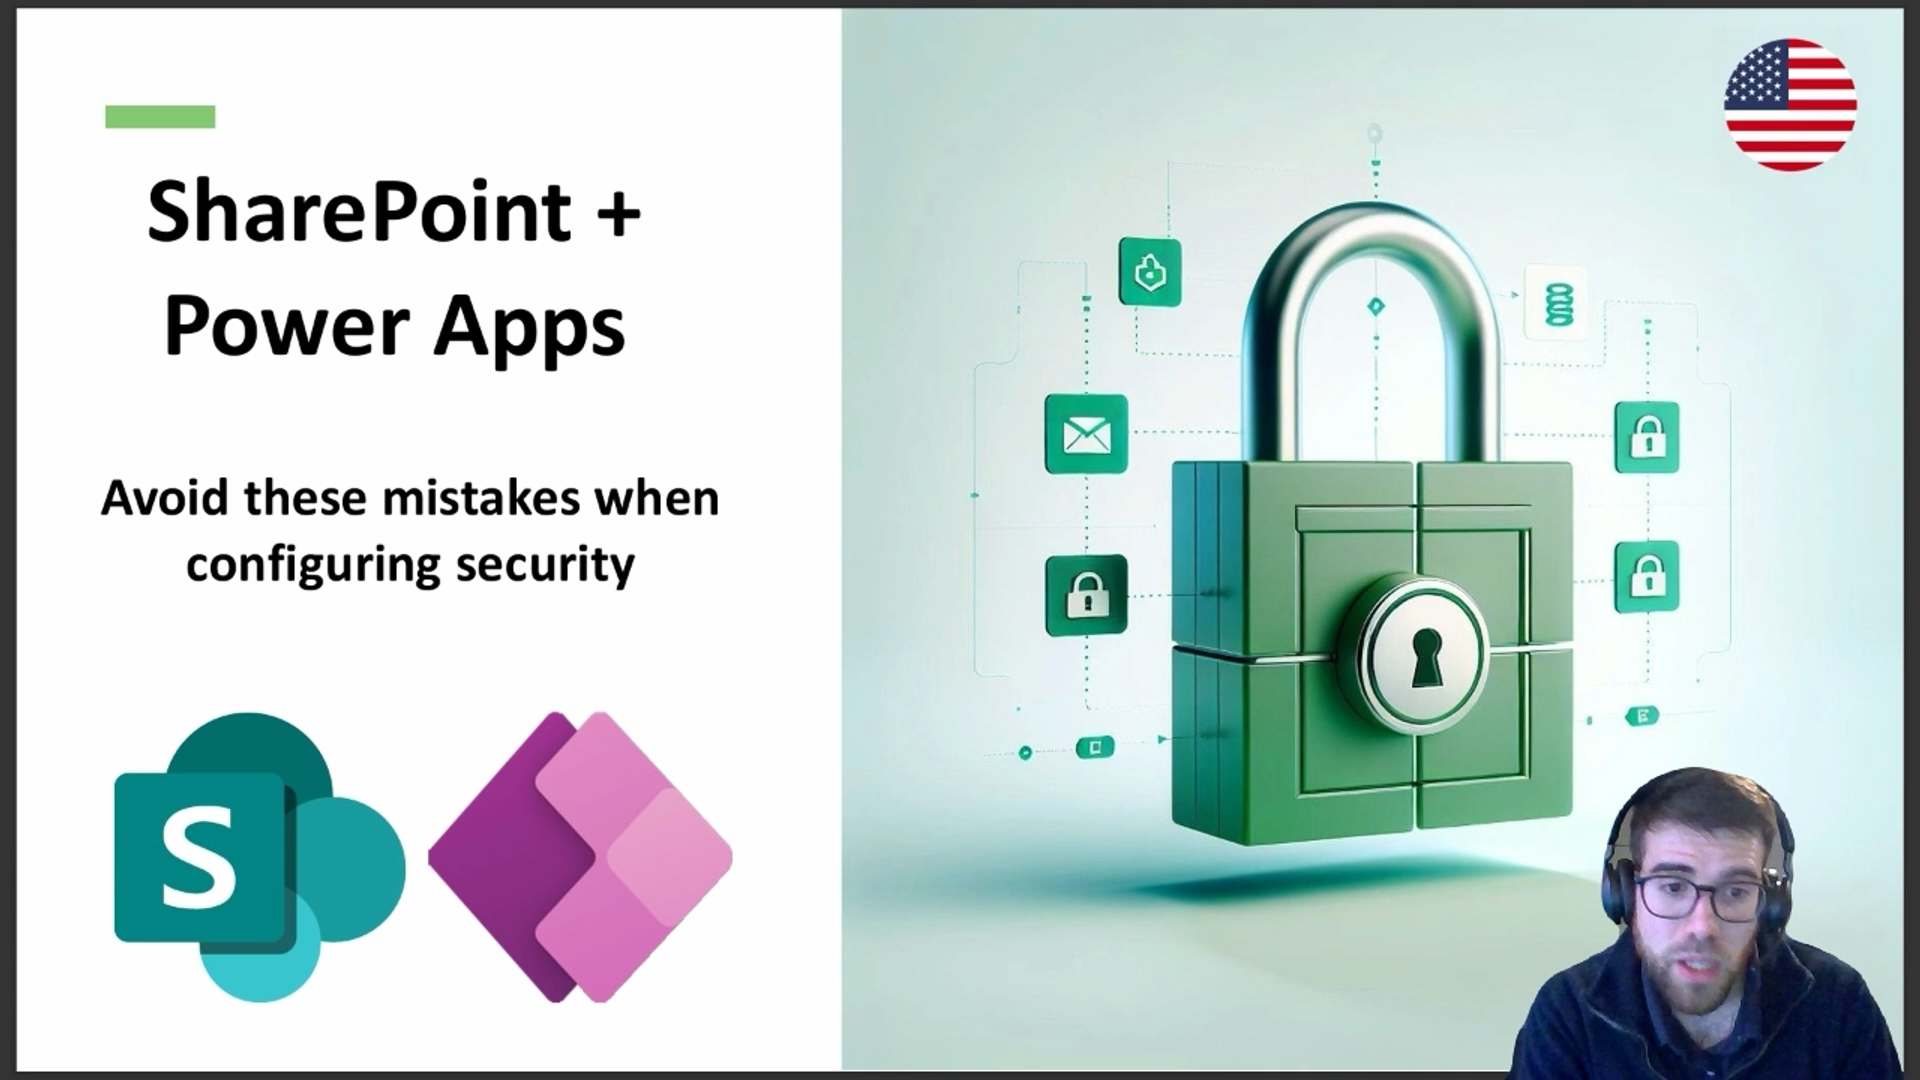 SharePoint +
Power Apps
Avoid these mistakes when
configuring security
S